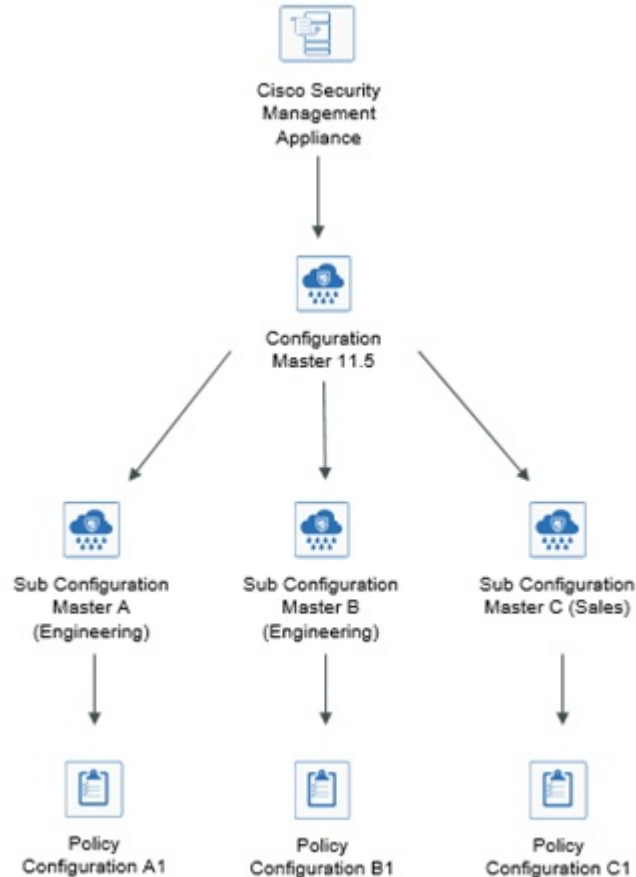 Cisco Security
Management
Appliance
Configuration
Master 11.5
Sub Configuration
Master A
(Engineering)
Sub Configuration
Master B
(Engineering)
Sub Configuration
Master C (Sales)
Policy
Configuration A1
Policy
Configuration B1
Policy
Configuration C1